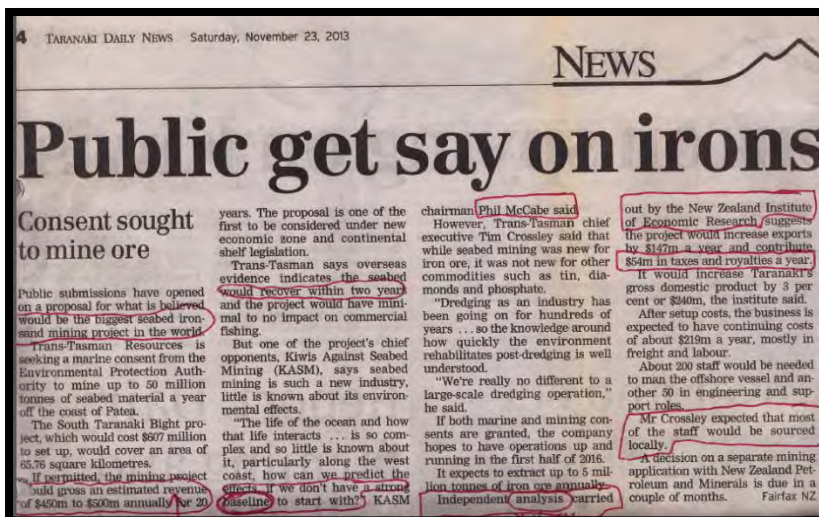 4 TARANAKI DAILY NEWS Saturday, November 23, 2013
NEWS
Public get say on irons
Consent sought
to mine ore
Public submissions have opened
on a proposal for what is believed
would be the biggest seabed iron-
sand mining project in the world.
Trans-Tasman Resources is
seeking a marine consent from the
Environmental Protection Auth-
ority to mine up to 50 million
tonnes of seabed material a year
off the coast of Patea.
The South Taranaki Bight pro-
ject, which would cost $607 million
to set up, would cover an area of
65.76 square kilometres.
If permitted, the mining project
ould gross an estimated revenue
of $450m to $500m annually for 20
years. The proposal is one of the
first to be considered under new
economic zone and continental
shelf legislation.
Trans-Tasman says overseas
evidence indicates the seabed
would recover within two year
and the project would have mini-
mal to no impact on commercial
fishing.
But one of the project's chief
opponents, Kiwis Against Seabed
Mining (KASM), says seabed
mining is such a new industry,
little is known about its environ-
mental effects.
"The life of the ocean and how
that life interacts ... is so com-
plex and so little is known about
it, particularly along the west
coast, how can we predict the
effects, if we don't have a strong
baseline to start with?" KASM
chairman Phil McCabe said
However, Trans-Tasman chief
executive Tim Crossley said that
while seabed mining was new for
iron ore, it was not new for other
commodities such as tin, dia-
monds and phosphate.
"Dredging as an industry has
been going on for hundreds of
years ... so the knowledge around
how quickly the environment
rehabilitates post-dredging is well
understood.
"We're really no different to a
large-scale dredging operation,"
he said.
If both marine and mining con-
sents are granted, the company
hopes to have operations up and
running in the first half of 2016.
It expects to extract up to 5 mil-
lion tonnes of iron ore annually.
Independent analysis carried
out by the New Zealand Institute
of Economic Research suggests
the project would increase exports
by $147m a year and contribute
$54m in taxes and royalties a year.
It would increase Taranaki's
gross domestic product by 3 per
cent or $240m, the institute said.
After setup costs, the business is
expected to have continuing costs
of about $219m a year, mostly in
freight and labour.
About 200 staff would be needed
to man the offshore vessel and an-
other 50 in engineering and sup-
port roles.
Mr Crossley expected that most
of the staff would be sourced
locally.
A decision on a separate mining
application with New Zealand Pet-
roleum and Minerals is due in a
couple of months. Fairfax NZ